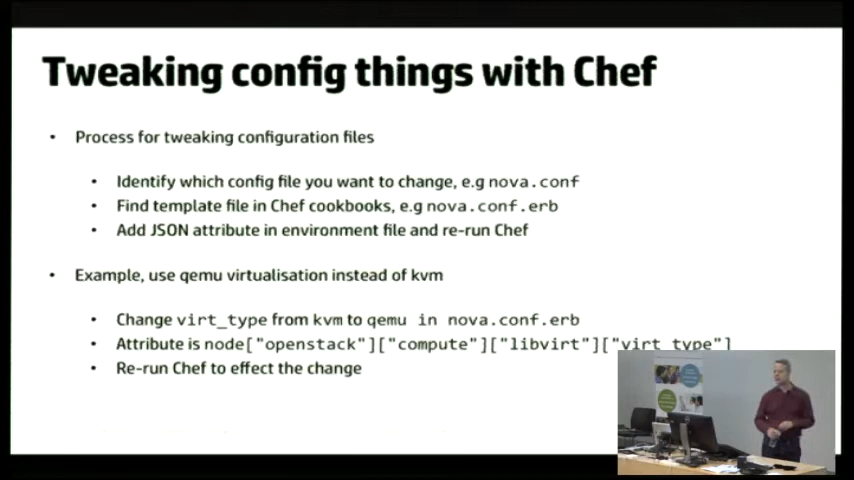 Tweaking config things with Chef
• Process for tweaking configuration files
• Identify which config file you want to change, e.g nova.conf
• Find template file in Chef cookbooks, e.g nova.conf.erb
• Add JSON attribute in environment file and re-run Chef
• Example, use qemu virtualisation instead of kvm
• Change virt_type from kvm to qemu in nova.conf.erb
• Attribute is node["openstack"]["compute"]["libvirt"]["virt_type"]
• Re-run Chef to effect the change